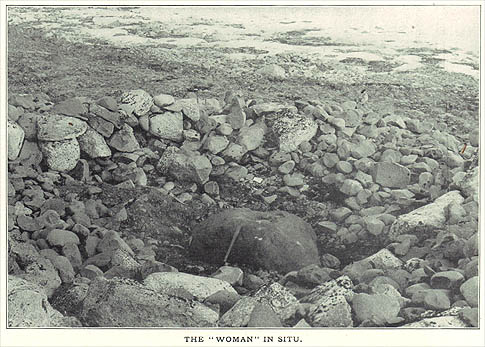 THE "WOMAN" IN SITU.